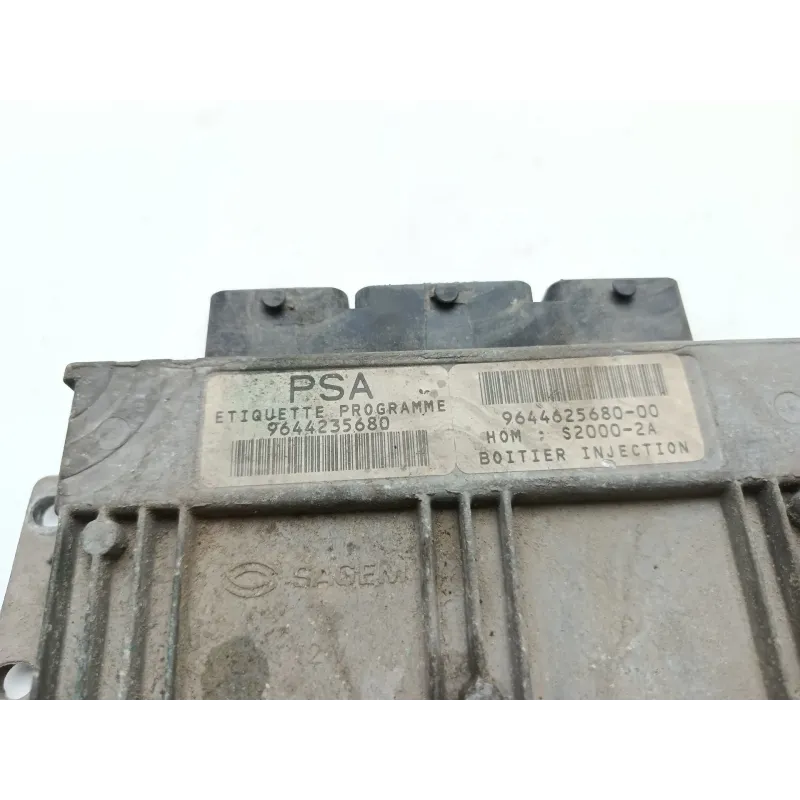 PSA
ETIQUETTE PROGRAMME
9644235680
9644625680-00
HOM : S2000-2A
BOITIER INJECTION
SAGEM